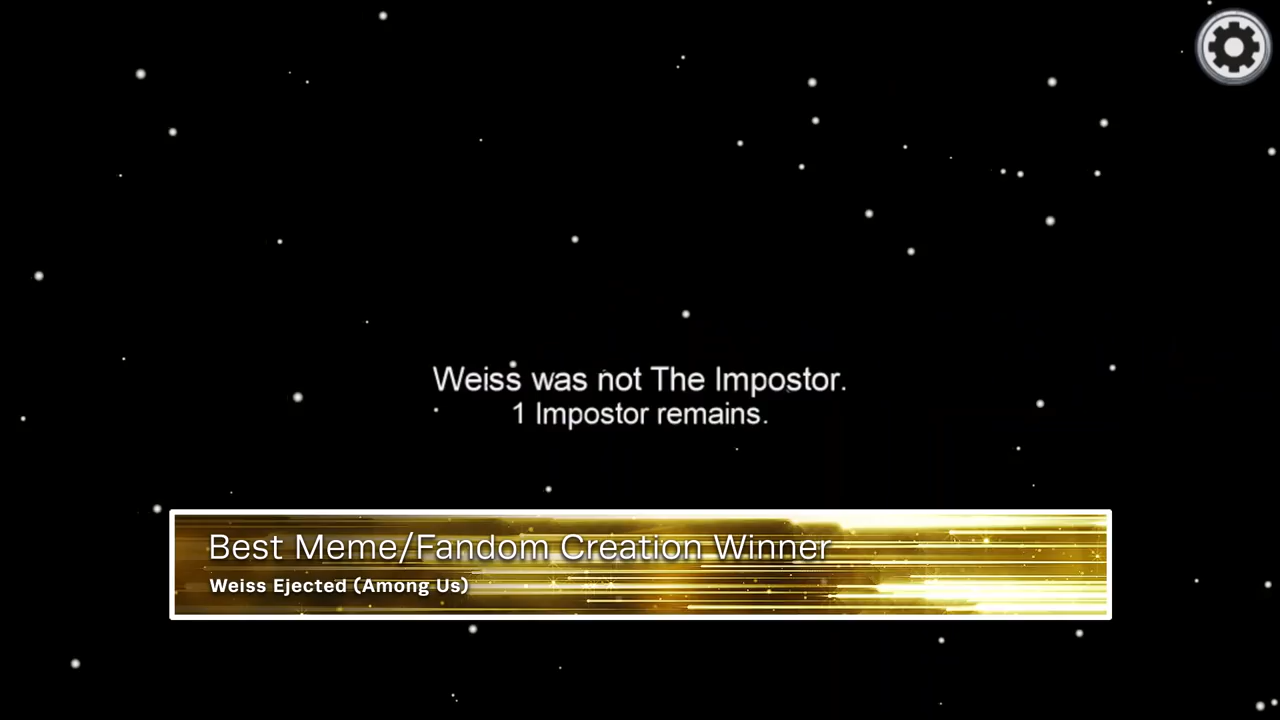 Weiss was not The Impostor.
1 Impostor remains.
Best Meme/Fandom Creation Winner
Weiss Ejected (Among Us)